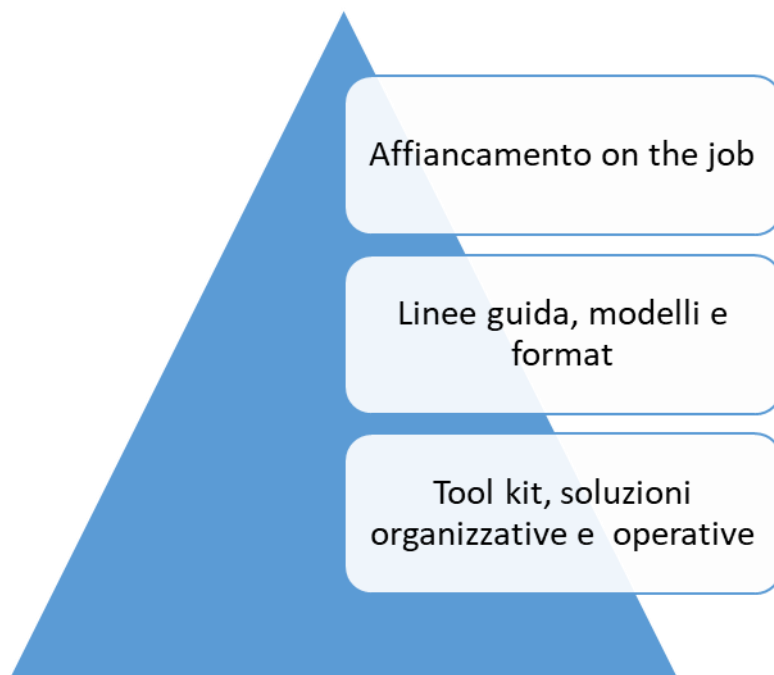 Affiancamento on the job
Linee guida, modelli e
format
Tool kit, soluzioni
organizzative e  operative